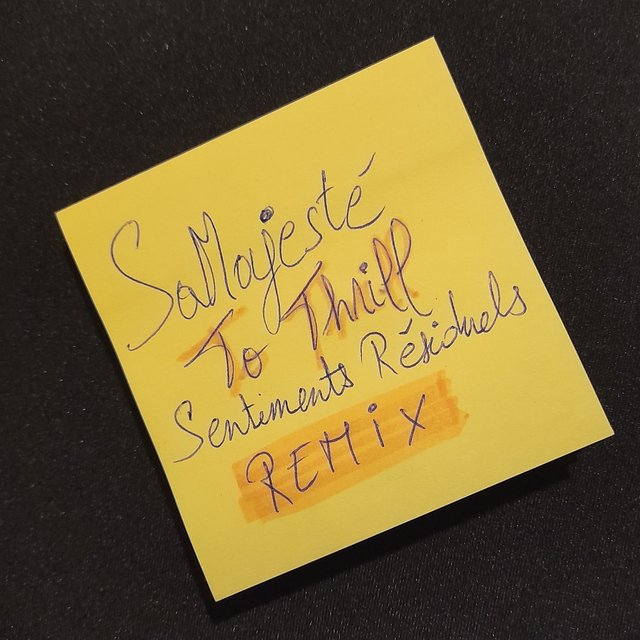 SaMajesté
To Thrill
Sentiments Résiduels
REMiX